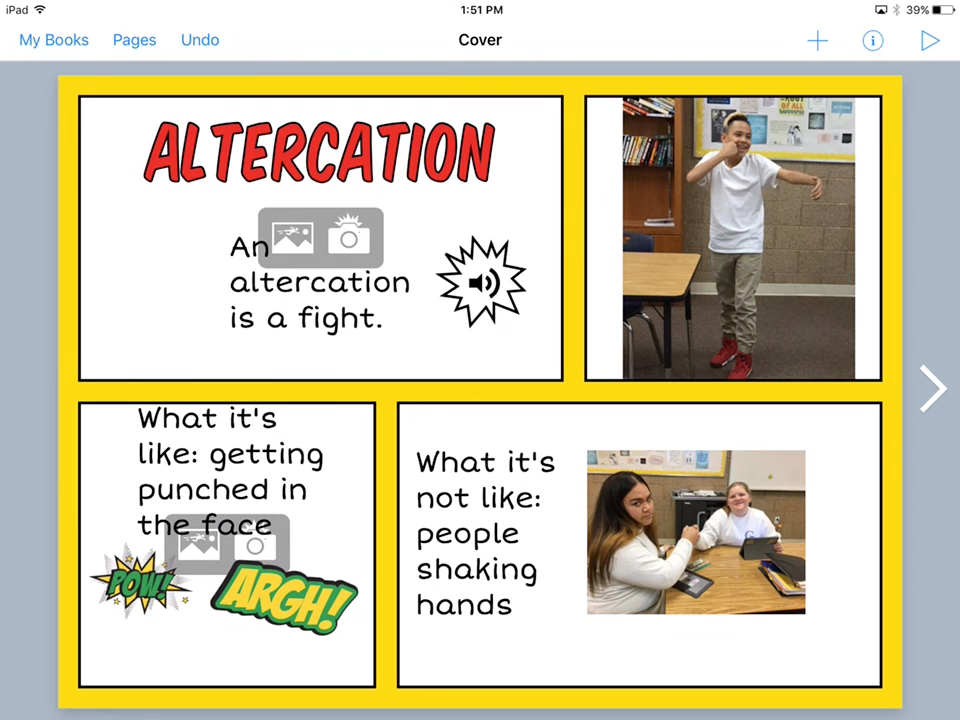 iPad
1:51 PM
39%
My Books
Pages
Undo
Cover
ALTERCATION
An
altercation
is a fight.
What it's
like: getting
punched in
the face
POW!
ARGH!
What it's
not like:
people
shaking
hands